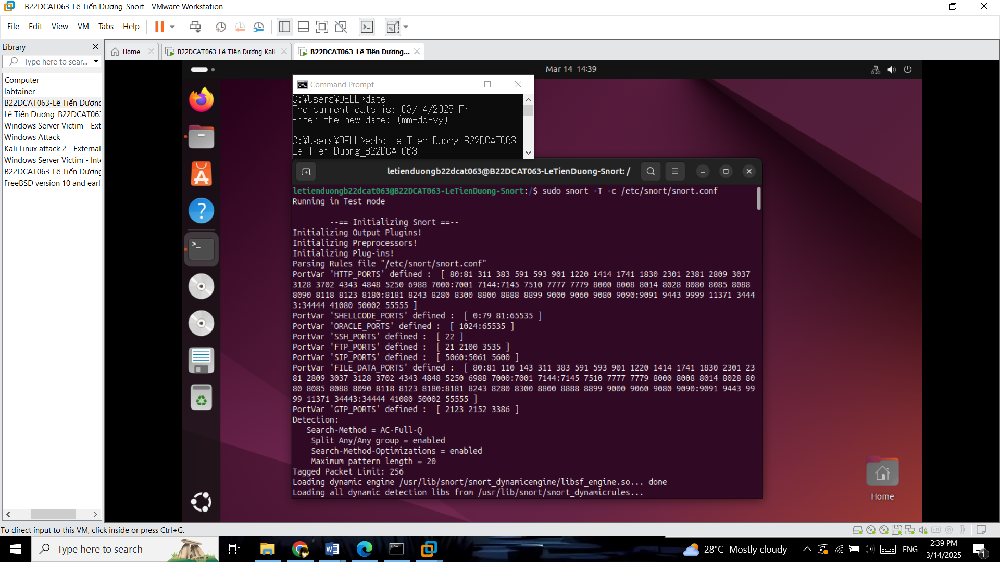 B22DCAT063-Lê Tiến Dương-Snort - VMware Workstation
File Edit View VM Tabs Help
Library
Type here to sear...
Computer
labtainer
B22DCAT063-Lê Tiến Dương
Lê Tiến Dương_B22DCAT063
Windows Server Victim - Ext
Windows Attack
Kali Linux attack 2 - External
Windows Server Victim - Inte
B22DCAT063-Lê Tiến Dương
FreeBSD version 10 and earl
Home
B22DCAT063-Lê Tiến Dương-Kali
B22DCAT063-Lê Tiến Dương...
Mar 14 14:39
Command Prompt
C:¥Users¥DELL>date
The current date is: 03/14/2025 Fri
Enter the new date: (mm-dd-yy)
C:¥Users¥DELL>echo Le Tien Duong_B22DCAT063
Le Tien Duong_B22DCAT063
letienduongb22dcat063@B22DCAT063-LeTienDuong-Snort: /
letienduongb22dcat063@B22DCAT063-LeTienDuong-Snort:/$ sudo snort -T -c /etc/snort/snort.conf
Running in Test mode
--== Initializing Snort ==--
Initializing Output Plugins!
Initializing Preprocessors!
Initializing Plug-ins!
Parsing Rules file "/etc/snort/snort.conf"
PortVar 'HTTP_PORTS' defined :  [ 80:81 311 383 591 593 901 1220 1414 1741 1830 2301 2381 2809 3037
3128 3702 4343 4848 5250 6988 7000:7001 7144:7145 7510 7777 7779 8000 8008 8014 8028 8080 8085 8088
8090 8118 8123 8180:8181 8243 8280 8300 8800 8888 8899 9000 9060 9080 9090:9091 9443 9999 11371 3444
3:34444 41080 50002 55555 ]
PortVar 'SHELLCODE_PORTS' defined :  [ 0:79 81:65535 ]
PortVar 'ORACLE_PORTS' defined :  [ 1024:65535 ]
PortVar 'SSH_PORTS' defined :  [ 22 ]
PortVar 'FTP_PORTS' defined :  [ 21 2100 3535 ]
PortVar 'SIP_PORTS' defined :  [ 5060:5061 5600 ]
PortVar 'FILE_DATA_PORTS' defined :  [ 80:81 110 143 311 383 591 593 901 1220 1414 1741 1830 2301 23
81 2809 3037 3128 3702 4343 4848 5250 6988 7000:7001 7144:7145 7510 7777 7779 8000 8008 8014 8028 80
80 8085 8088 8090 8118 8123 8180:8181 8243 8280 8300 8800 8888 8899 9000 9060 9080 9090:9091 9443 99
99 11371 34443:34444 41080 50002 55555 ]
PortVar 'GTP_PORTS' defined :  [ 2123 2152 3386 ]
Detection:
Search-Method = AC-Full-Q
Split Any/Any group = enabled
Search-Method-Optimizations = enabled
Maximum pattern length = 20
Tagged Packet Limit: 256
Loading dynamic engine /usr/lib/snort/snort_dynamicengine/libsf_engine.so... done
Loading all dynamic detection libs from /usr/lib/snort/snort_dynamicrules...
Home
To direct input to this VM, click inside or press Ctrl+G.
Type here to search
28°C Mostly cloudy
ENG
2:39 PM
3/14/2025
1